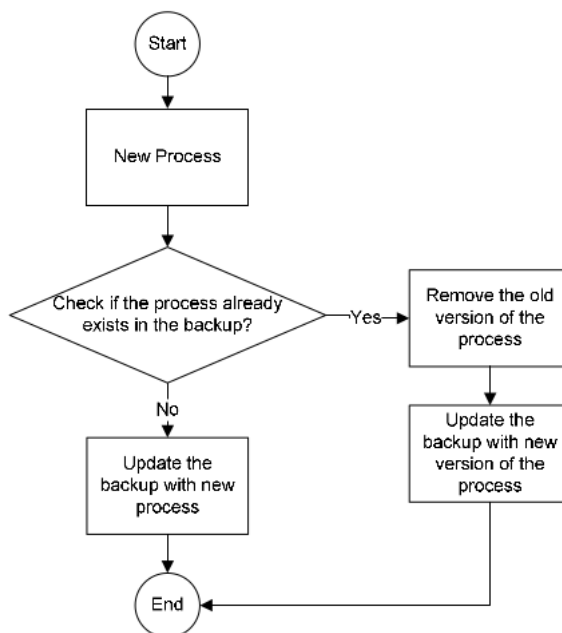 Start
New Process
Check if the process already
exists in the backup?
Yes
Remove the old
version of the
process
No
Update the
backup with new
process
Update the
backup with new
version of the
process
End